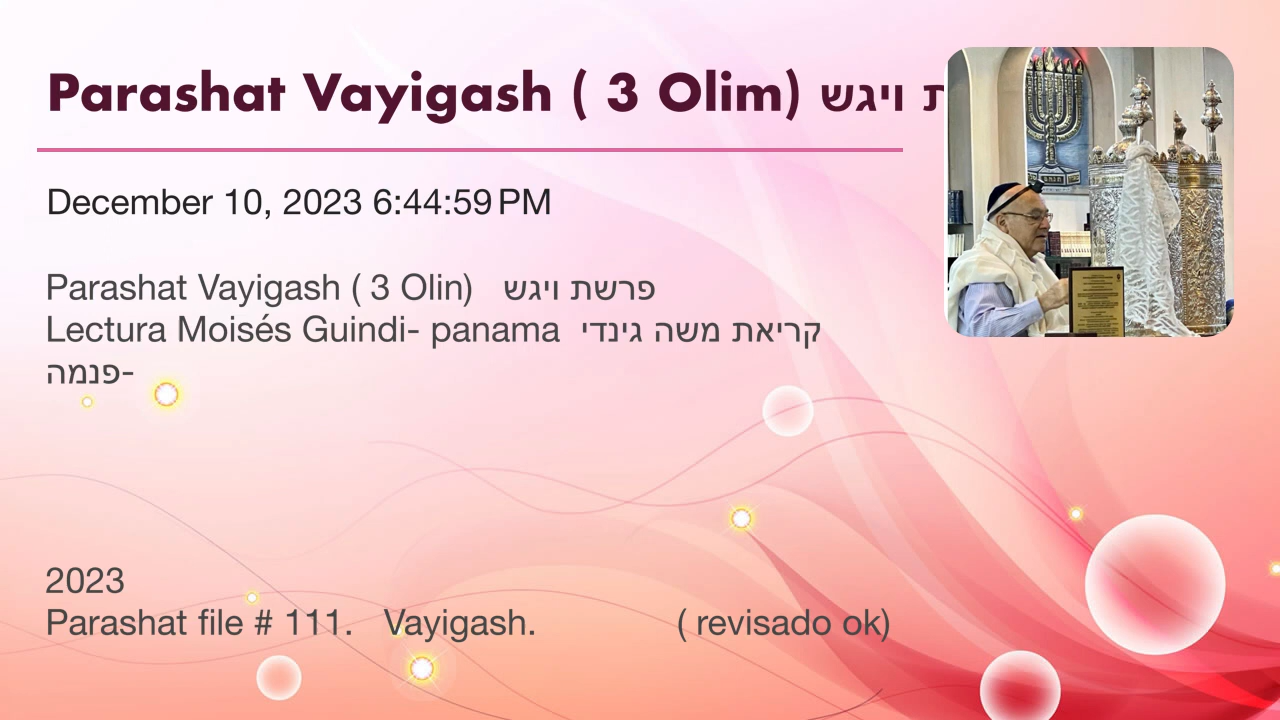 Parashat Vayigash ( 3 Olim) ויגש
December 10, 2023 6:44:59 PM
Parashat Vayigash ( 3 Olin) פרשת ויגש
Lectura Moisés Guindi- panama קריאת משה גינדי
פנמה-
2023
Parashat file # 111. Vayigash. ( revisado ok)